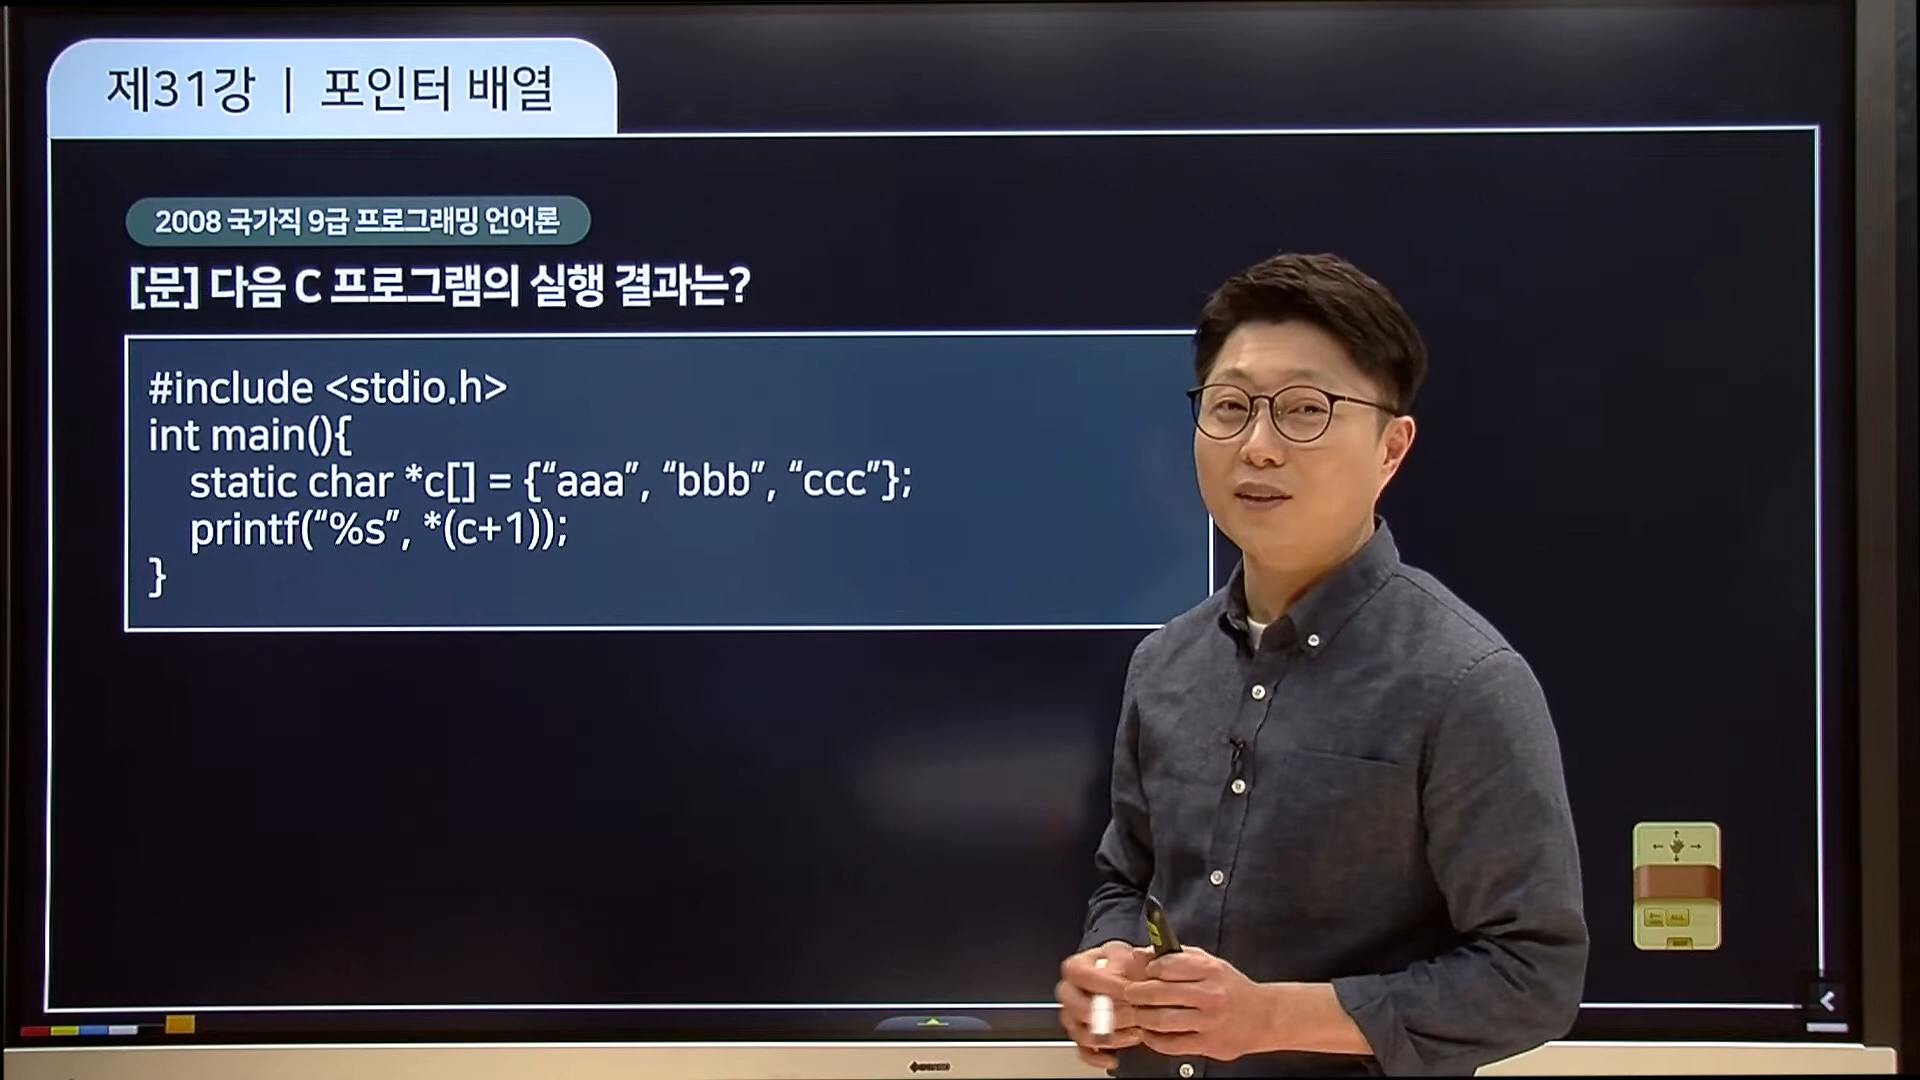 제31강 | 포인터 배열
2008 국가직 9급 프로그래밍 언어론
[문] 다음 C 프로그램의 실행 결과는?
#include <stdio.h>
int main(){
static char *c[] = {“aaa”, “bbb”, “ccc”};
printf(“%s”, *(c+1));
}